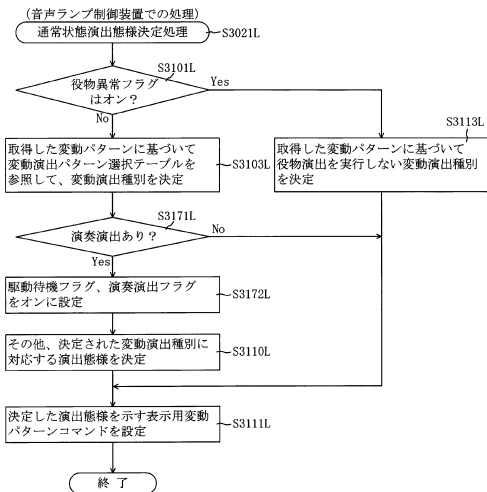 (音声ランプ制御装置での処理)
通常状態演出態様決定処理
S3021L
S3101L
役物異常フラグ
はオン?
Yes
No
S3113L
取得した変動パターンに基づいて
変動演出パターン選択テーブルを
参照して、変動演出種別を決定
S3103L
取得した変動パターンに基づいて
役物演出を実行しない変動演出種別
を決定
S3171L
演奏演出あり?
No
Yes
駆動待機フラグ、演奏演出フラグ
をオンに設定
S3172L
その他、決定された変動演出種別に
対応する演出態様を決定
S3110L
決定した演出態様を示す表示用変動
パターンコマンドを設定
S3111L
終了